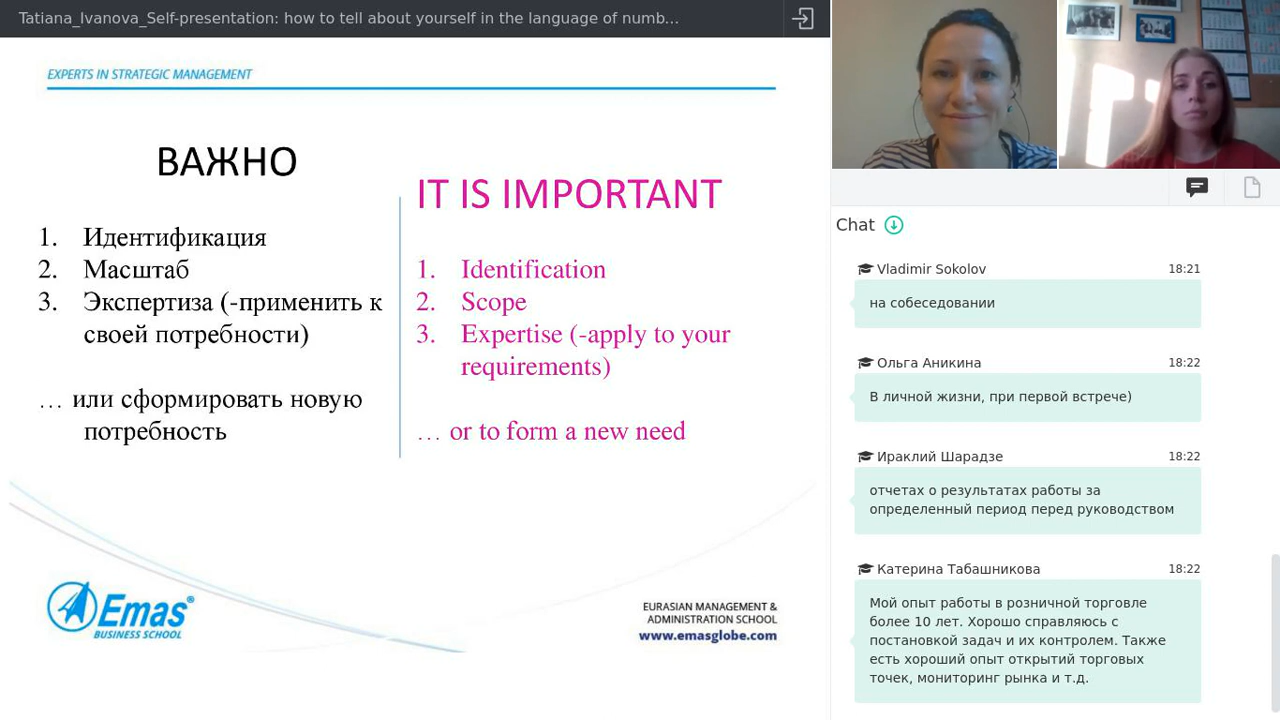 Tatiana_Ivanova_Self-presentation: how to tell about yourself in the language of numb...
EXPERTS IN STRATEGIC MANAGEMENT
ВАЖНО
1. Идентификация
2. Масштаб
3. Экспертиза (-применить к
своей потребности)
... или сформировать новую
потребность
IT IS IMPORTANT
1. Identification
2. Scope
3. Expertise (-apply to your
requirements)
... or to form a new need
Emas®
BUSINESS SCHOOL
EURASIAN MANAGEMENT &
ADMINISTRATION SCHOOL
www.emasglobe.com
Chat
Vladimir Sokolov 18:21
на собеседовании
Ольга Аникина 18:22
В личной жизни, при первой встрече)
Ираклий Шарадзе 18:22
отчетах о результатах работы за
определенный период перед руководством
Катерина Табашникова 18:22
Мой опыт работы в розничной торговле
более 10 лет. Хорошо справляюсь с
постановкой задач и их контролем. Также
есть хороший опыт открытий торговых
точек, мониторинг рынка и т.д.